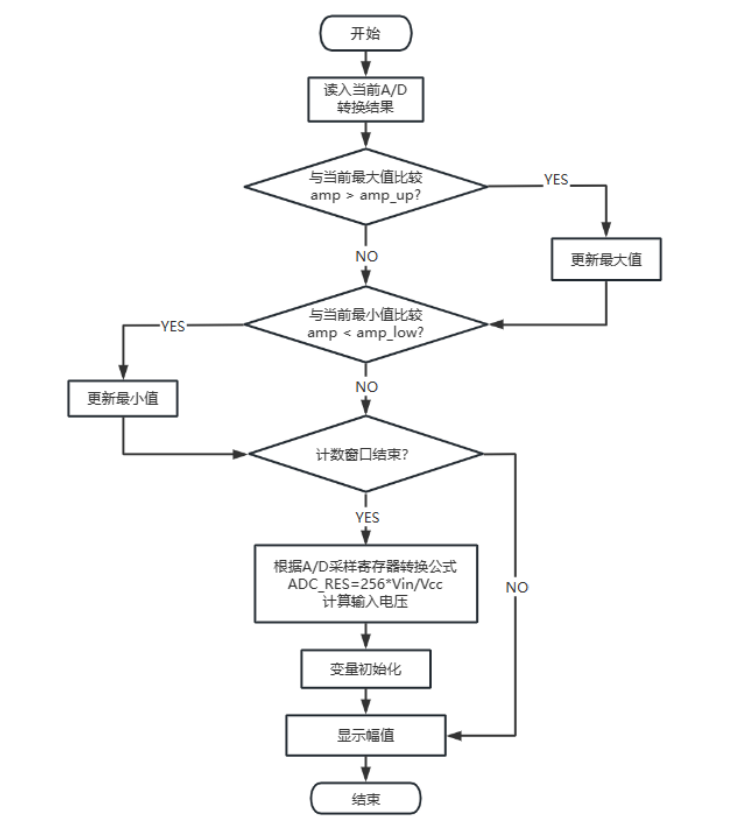 开始
读入当前A/D
转换结果
与当前最大值比较
amp > amp_up?
YES
更新最大值
NO
与当前最小值比较
amp < amp_low?
YES
更新最小值
NO
计数窗口结束?
YES
根据A/D采样寄存器转换公式
ADC_RES=256*Vin/Vcc
计算输入电压
NO
变量初始化
显示幅值
结束